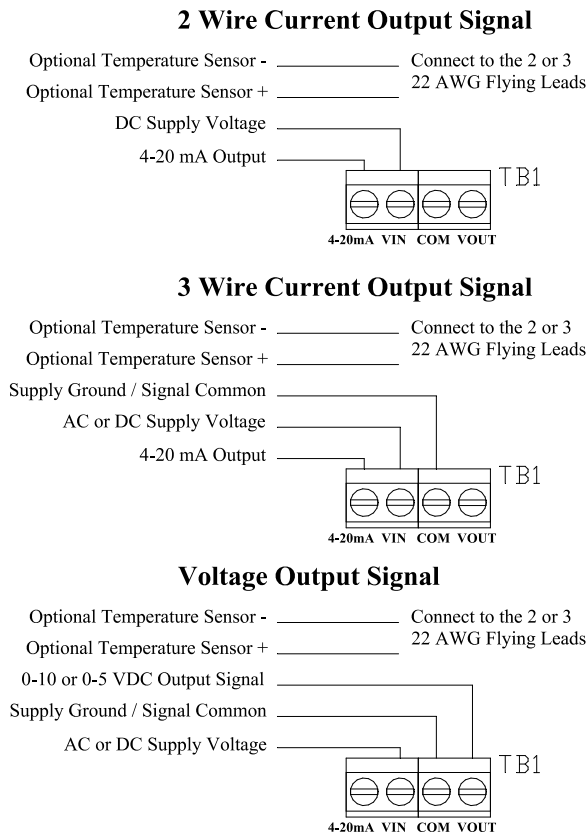 2 Wire Current Output Signal
Optional Temperature Sensor -
Connect to the 2 or 3
22 AWG Flying Leads
Optional Temperature Sensor +
DC Supply Voltage
4-20 mA Output
TB1
4-20mA VIN COM VOUT
3 Wire Current Output Signal
Optional Temperature Sensor -
Connect to the 2 or 3
22 AWG Flying Leads
Optional Temperature Sensor +
Supply Ground / Signal Common
AC or DC Supply Voltage
4-20 mA Output
TB1
4-20mA VIN COM VOUT
Voltage Output Signal
Optional Temperature Sensor -
Connect to the 2 or 3
22 AWG Flying Leads
Optional Temperature Sensor +
0-10 or 0-5 VDC Output Signal
Supply Ground / Signal Common
AC or DC Supply Voltage
TB1
4-20mA VIN COM VOUT